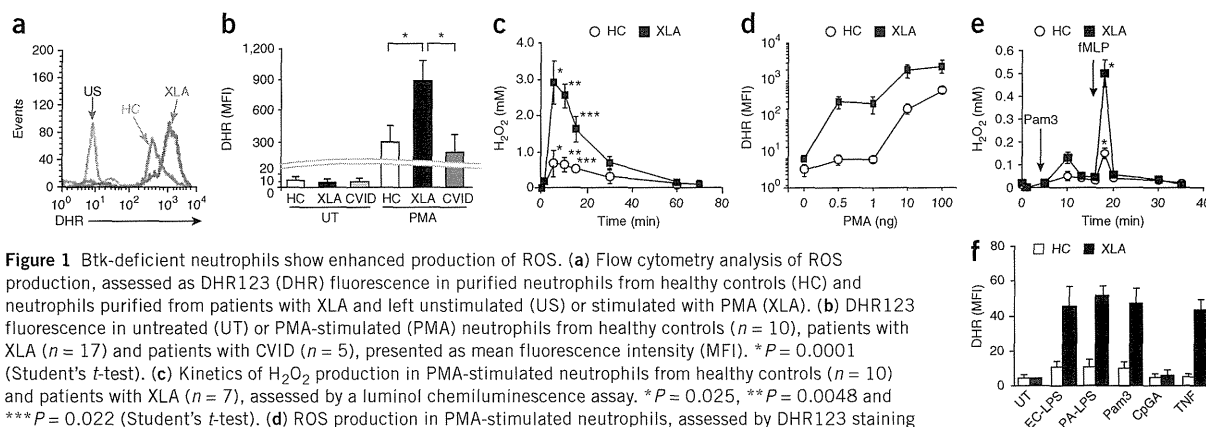 a
b
c
d
e
200
160
120
80
40
0
Events
US
HC
XLA
10⁰ 10¹ 10² 10³ 10⁴
DHR
1,200
900
600
300
20
10
0
DHR (MFI)
* *
HC XLA CVID HC XLA CVID
UT PMA
HC XLA
4.0
3.0
2.0
1.0
0
H₂O₂ (mM)
*
**
***
*
**
***
0 20 40 60 80
Time (min)
HC XLA
10⁴
10³
10²
10¹
10⁰
DHR (MFI)
0 0.5 1 10 100
PMA (ng)
HC XLA
fMLP
0.6
0.5
0.4
0.2
0.1
0
H₂O₂ (mM)
Pam3
*
*
0 10 20 30 40
Time (min)
f
HC XLA
80
60
40
20
0
DHR (MFI)
UT
EC-LPS
PA-LPS
Pam3
CpGA
TNF
Figure 1 Btk-deficient neutrophils show enhanced production of ROS. (a) Flow cytometry analysis of ROS
production, assessed as DHR123 (DHR) fluorescence in purified neutrophils from healthy controls (HC) and
neutrophils purified from patients with XLA and left unstimulated (US) or stimulated with PMA (XLA). (b) DHR123
fluorescence in untreated (UT) or PMA-stimulated (PMA) neutrophils from healthy controls (n = 10), patients with
XLA (n = 17) and patients with CVID (n = 5), presented as mean fluorescence intensity (MFI). *P = 0.0001
(Student's t-test). (c) Kinetics of H₂O₂ production in PMA-stimulated neutrophils from healthy controls (n = 10)
and patients with XLA (n = 7), assessed by a luminol chemiluminescence assay. *P = 0.025, **P = 0.0048 and
***P = 0.022 (Student's t-test). (d) ROS production in PMA-stimulated neutrophils, assessed by DHR123 staining